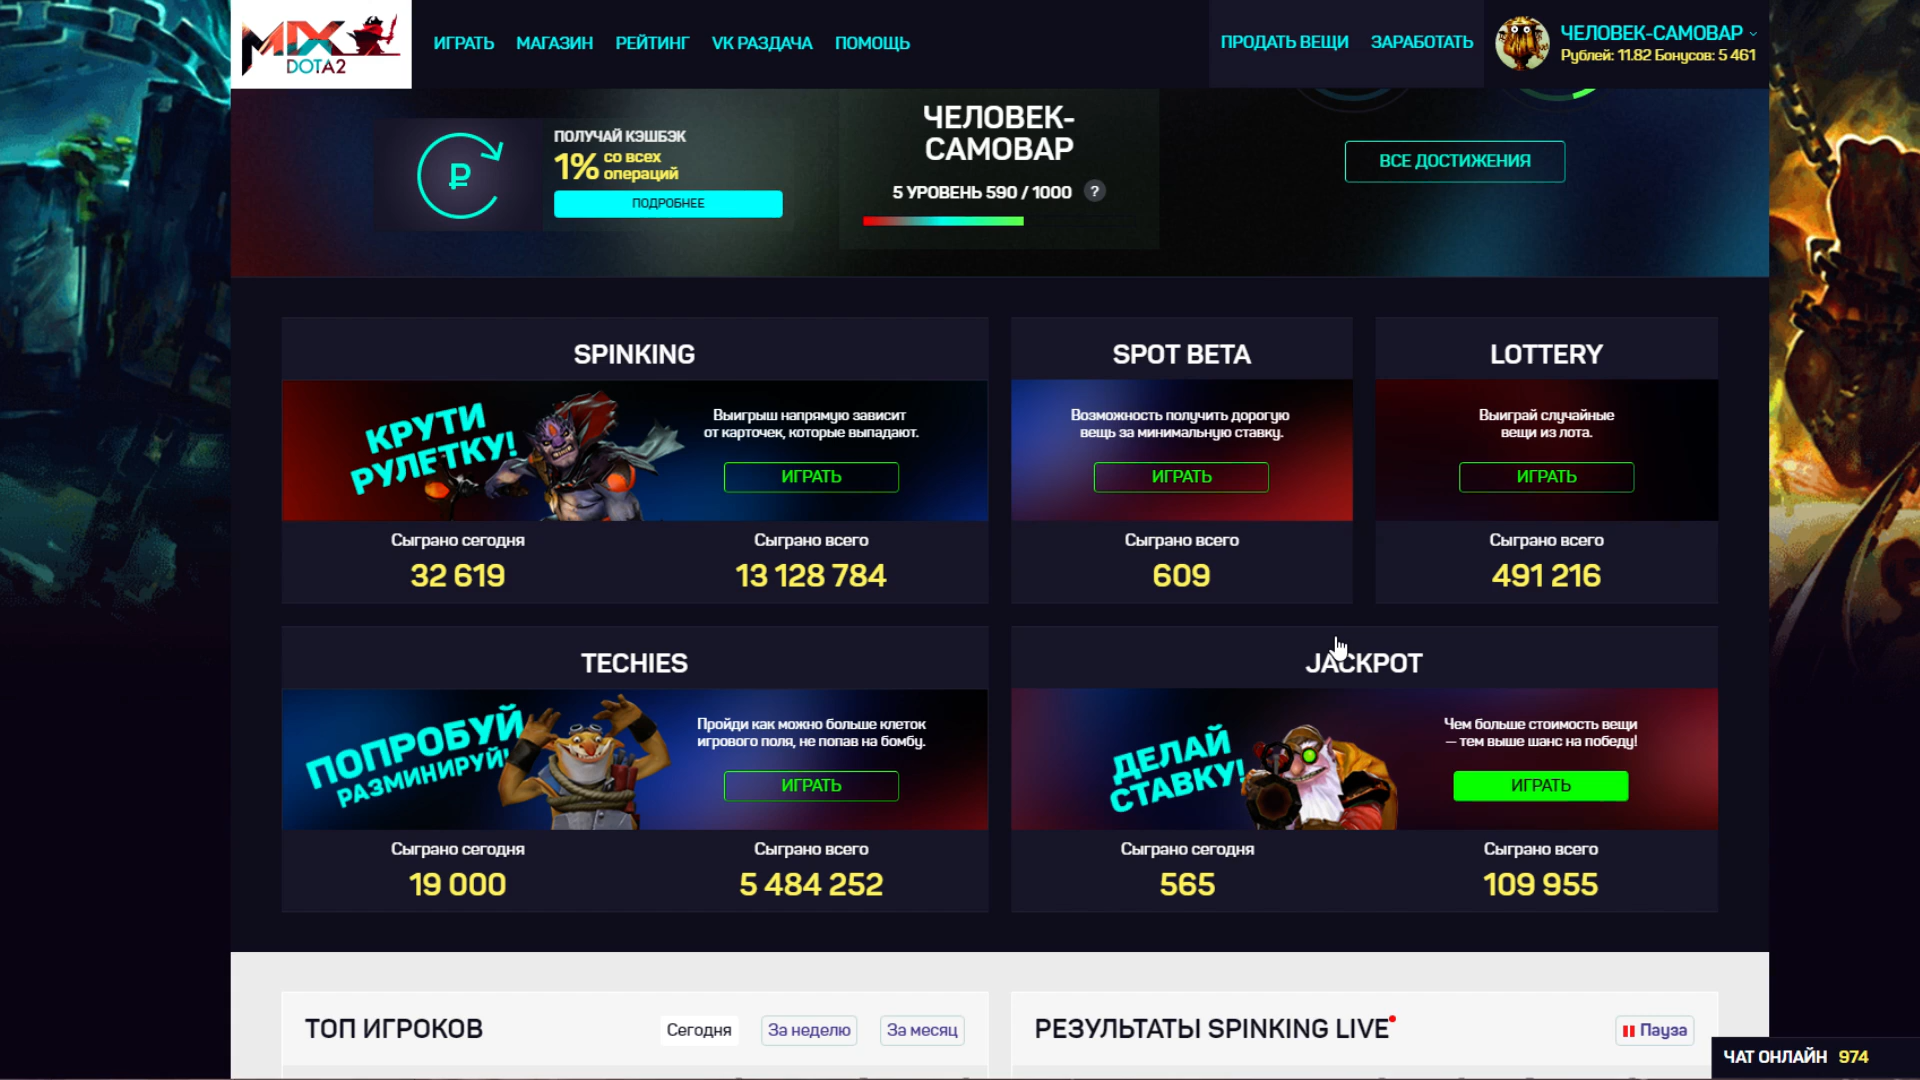 MIX
DOTA2
ИГРАТЬ МАГАЗИН РЕЙТИНГ VK РАЗДАЧА ПОМОЩЬ
ПРОДАТЬ ВЕЩИ ЗАРАБОТАТЬ
ЧЕЛОВЕК-САМОВАР
Рублей: 11.82 Бонусов: 5 461
ПОЛУЧАЙ КЭШБЭК
1% со всех
операций
ПОДРОБНЕЕ
ЧЕЛОВЕК-
САМОВАР
5 УРОВЕНЬ 590 / 1000 ?
ВСЕ ДОСТИЖЕНИЯ
SPINKING
КРУТИ
РУЛЕТКУ!
Выигрыш напрямую зависит
от карточек, которые выпадают.
ИГРАТЬ
Сыграно сегодня
32 619
Сыграно всего
13 128 784
SPOT BETA
Возможность получить дорогую
вещь за минимальную ставку.
ИГРАТЬ
Сыграно всего
609
LOTTERY
Выиграй случайные
вещи из лота.
ИГРАТЬ
Сыграно всего
491 216
TECHIES
ПОПРОБУЙ
РАЗМИНИРУЙ!
Пройди как можно больше клеток
игрового поля, не попав на бомбу.
ИГРАТЬ
Сыграно сегодня
19 000
Сыграно всего
5 484 252
JACKPOT
ДЕЛАЙ
СТАВКУ!
Чем больше стоимость вещи
— тем выше шанс на победу!
ИГРАТЬ
Сыграно сегодня
565
Сыграно всего
109 955
ТОП ИГРОКОВ
Сегодня За неделю За месяц
РЕЗУЛЬТАТЫ SPINKING LIVE
Пауза
ЧАТ ОНЛАЙН 974